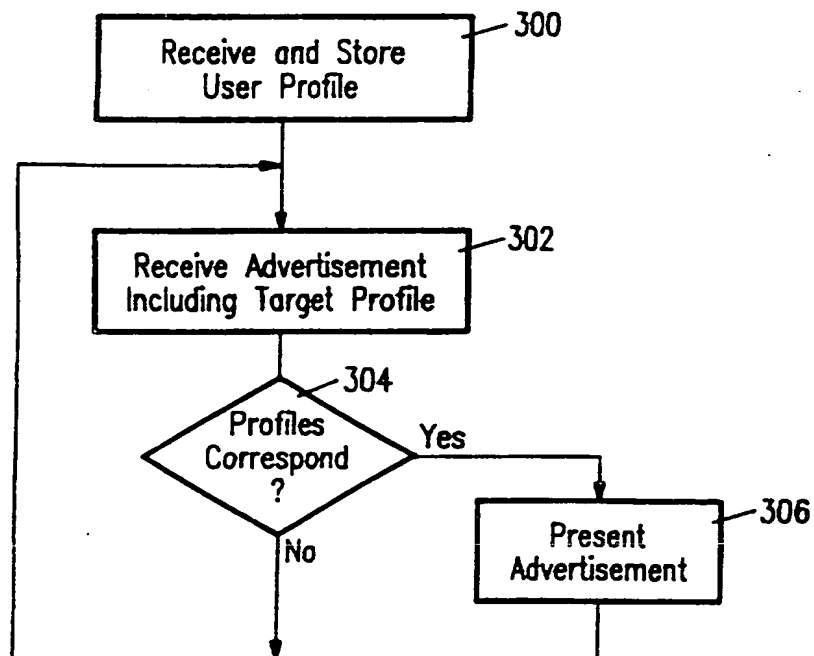 300
Receive and Store
User Profile
302
Receive Advertisement
Including Target Profile
304
Profiles
Correspond
?
Yes
No
306
Present
Advertisement